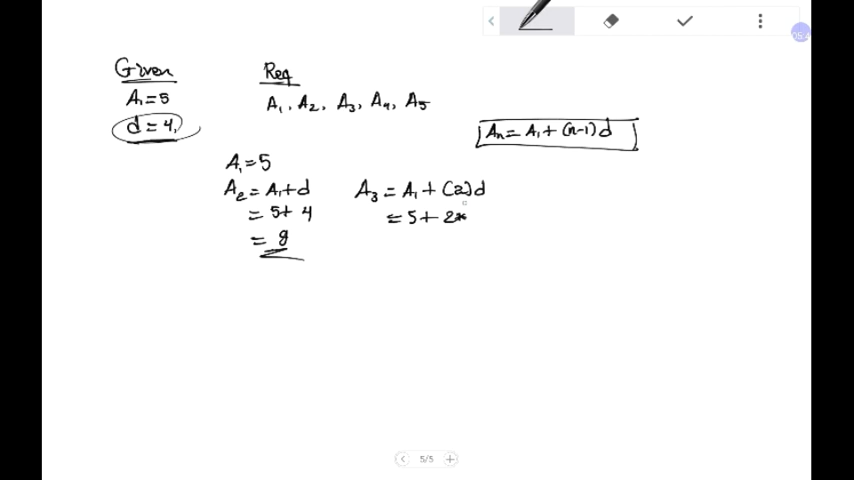 Given
A₁ = 5
d = 4
Req
A₁, A₂, A₃, A₄, A₅
An = A₁ + (n-1)d
A₁ = 5
A₂ = A₁ + d
= 5 + 4
= 9
A₃ = A₁ + (2)d
= 5 + 2*
5/5